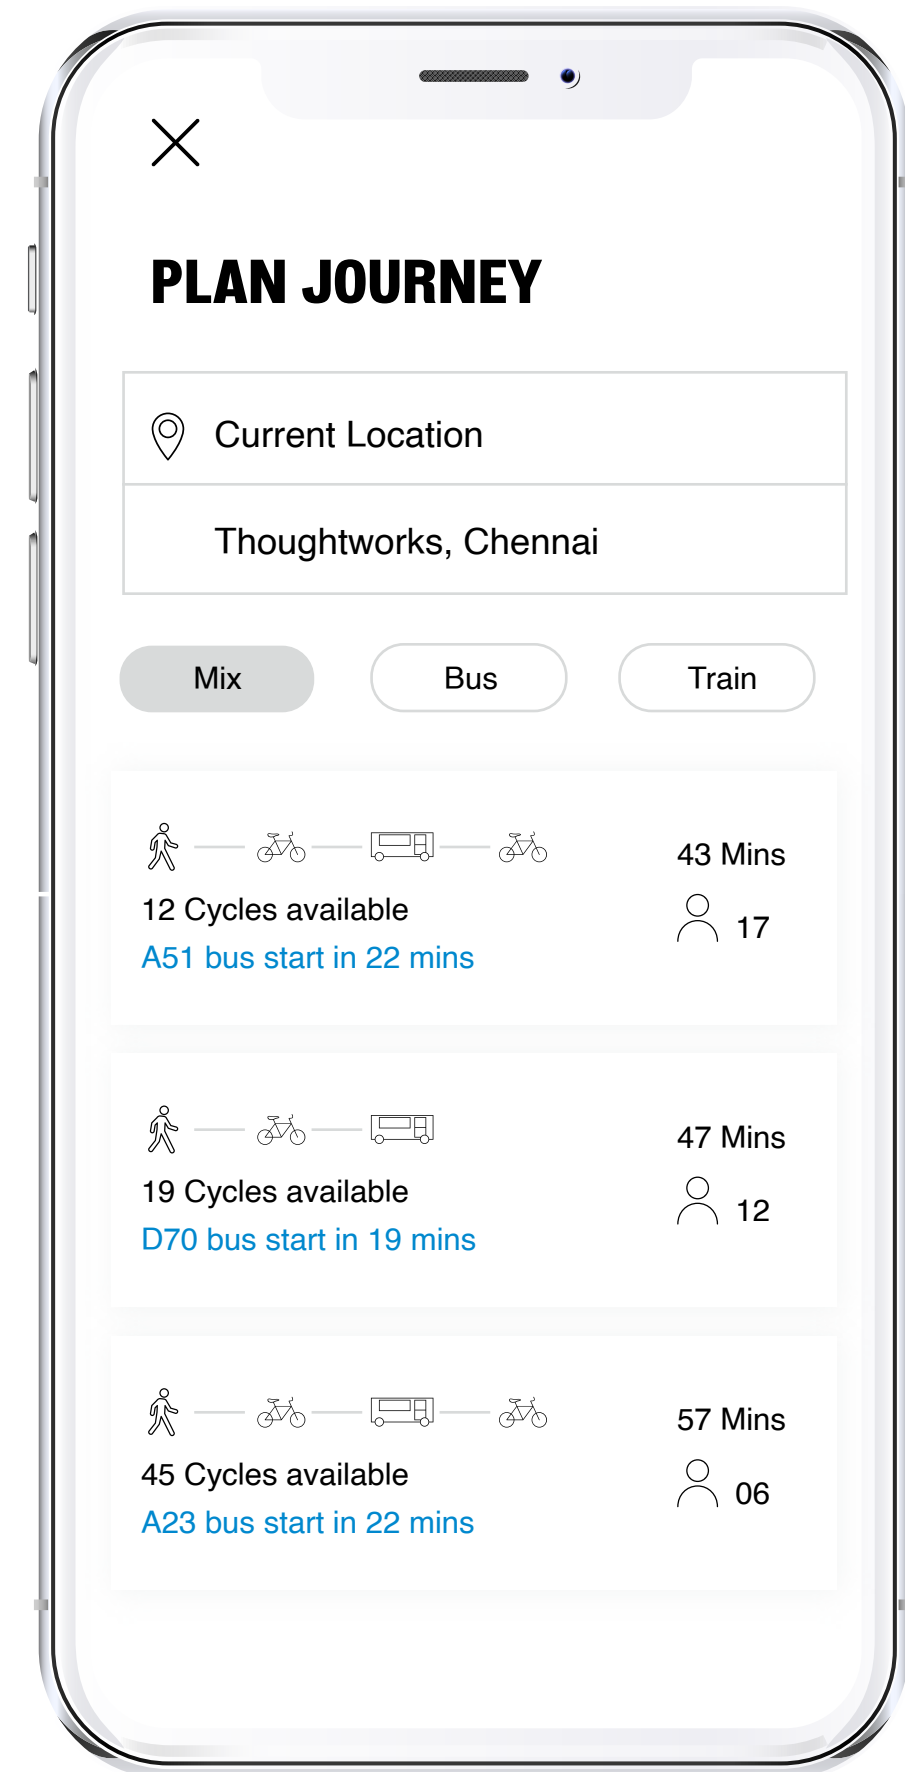 PLAN JOURNEY
Current Location
Thoughtworks, Chennai
Mix Bus Train
43 Mins
12 Cycles available
17
A51 bus start in 22 mins
47 Mins
19 Cycles available
12
D70 bus start in 19 mins
57 Mins
45 Cycles available
06
A23 bus start in 22 mins